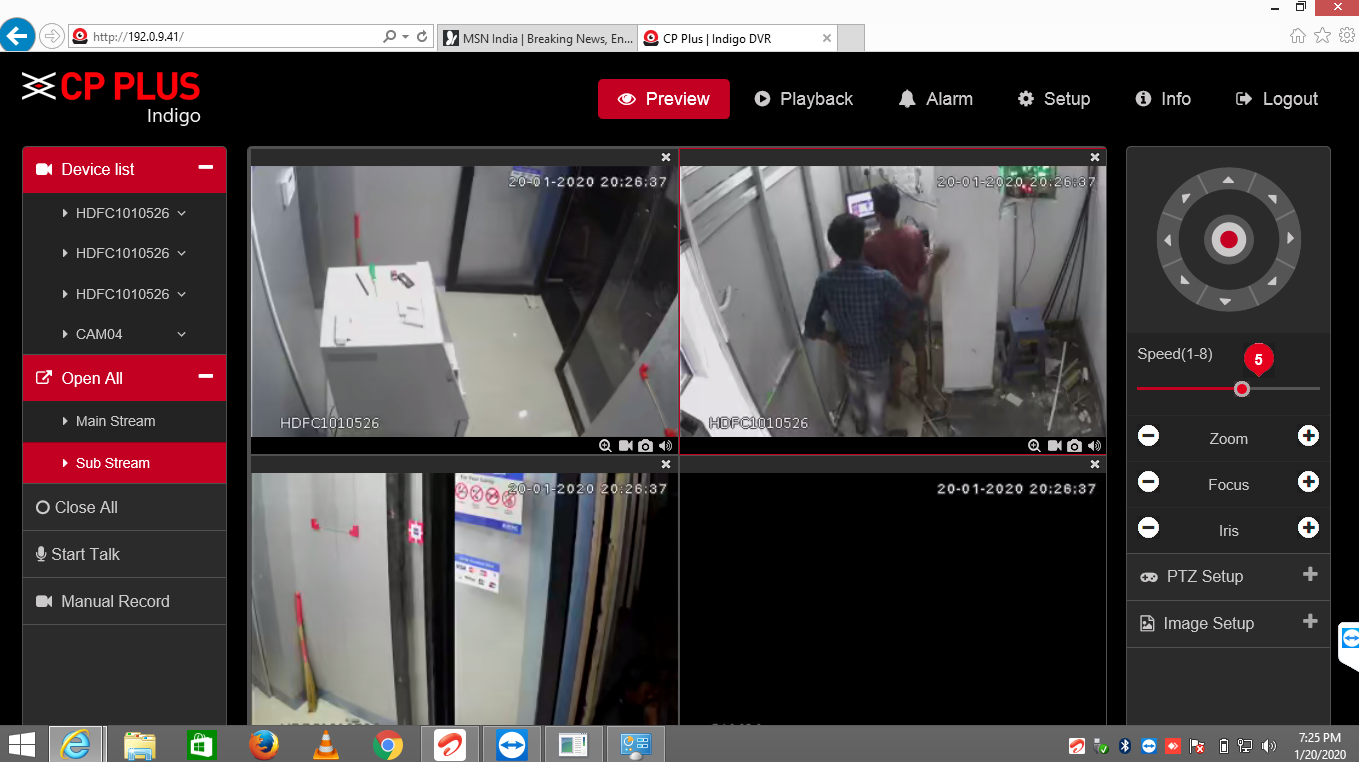 http://192.0.9.41/
MSN India | Breaking News, En...
CP Plus | Indigo DVR
CP PLUS
Indigo
Preview
Playback
Alarm
Setup
Info
Logout
Device list
HDFC1010526
HDFC1010526
HDFC1010526
CAM04
Open All
Main Stream
Sub Stream
Close All
Start Talk
Manual Record
20-01-2020 20:26:37
HDFC1010526
20-01-2020 20:26:37
HDFC1010526
20-01-2020 20:26:37
VISA
20-01-2020 20:26:37
Speed(1-8)
5
Zoom
Focus
Iris
PTZ Setup
Image Setup
7:25 PM
1/20/2020